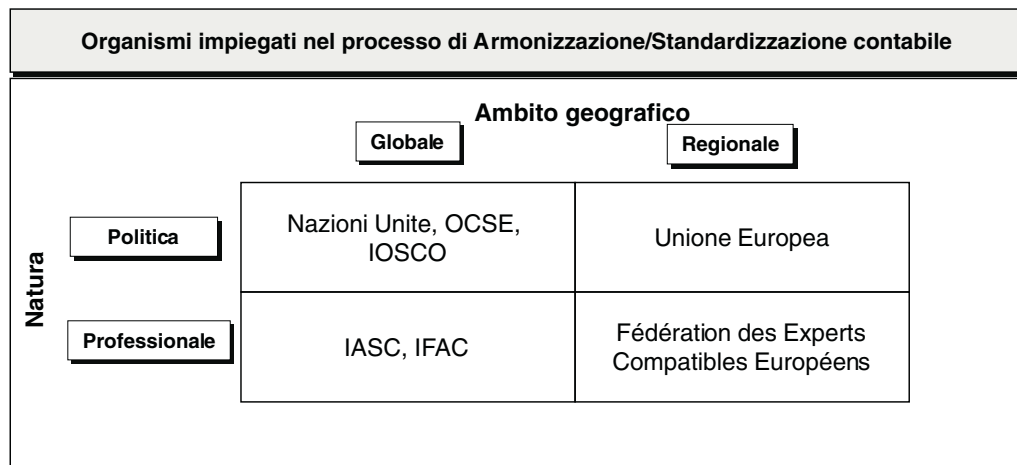 Organismi impiegati nel processo di Armonizzazione/Standardizzazione contabile
Ambito geografico
Globale
Regionale
Natura
Politica
Nazioni Unite, OCSE,
IOSCO
Unione Europea
Professionale
IASC, IFAC
Fédération des Experts
Compatibles Européens